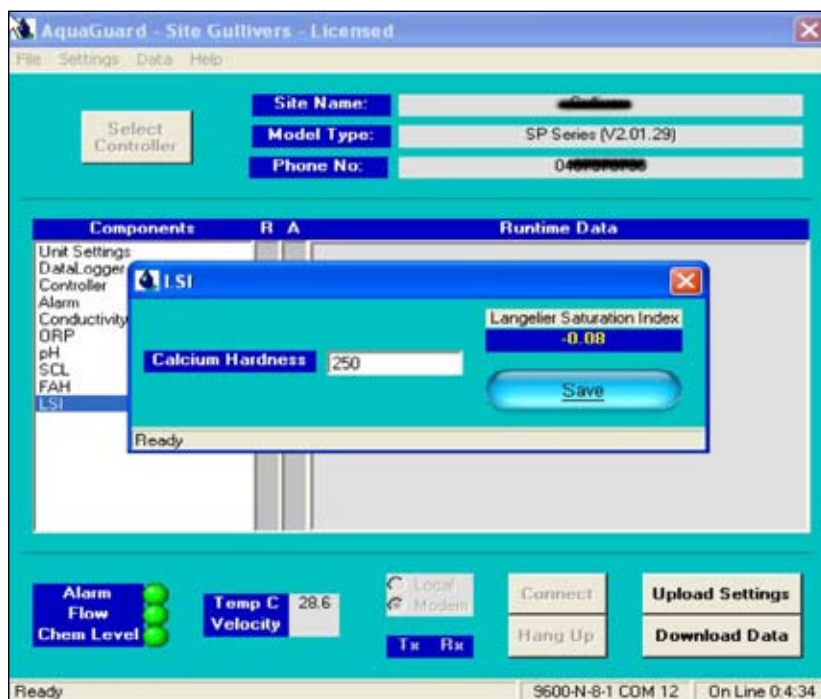 AquaGuard - Site Gullivers - Licensed
File Settings Data Help
Select Controller
Site Name:
Model Type: SP Series (V2.01.29)
Phone No:
Components R A Runtime Data
Unit Settings
DataLogger
Controller
Alarm
Conductivity
ORP
pH
SCL
FAH
LSI
LSI
Langelier Saturation Index
-0.08
Calcium Hardness 250
Save
Ready
Alarm
Flow
Chem Level
Temp C 28.6
Velocity
Local
Modem
Tx Rx
Connect
Hang Up
Upload Settings
Download Data
Ready 9600-N-8-1 COM 12 On Line 0:4:34